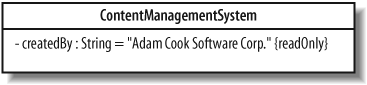 ContentManagementSystem
- createdBy : String = "Adam Cook Software Corp." {readOnly}